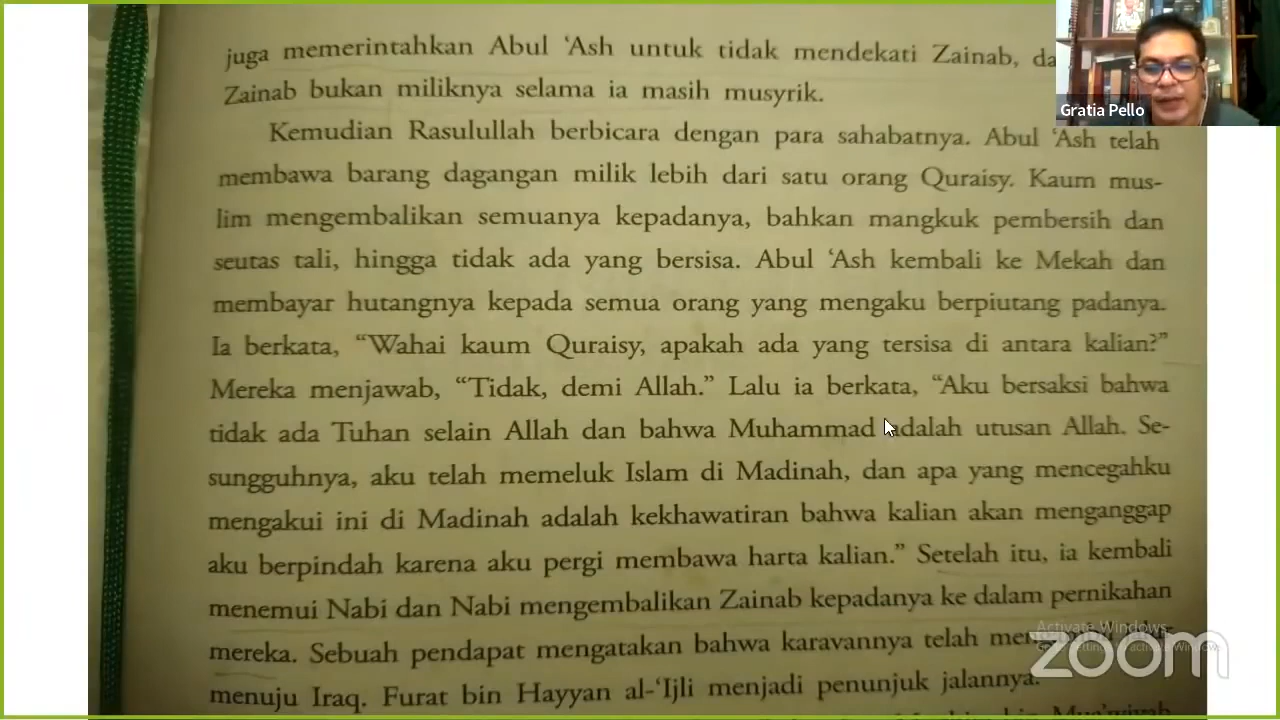 juga memerintahkan Abul ‘Ash untuk tidak mendekati Zainab,
Zainab bukan miliknya selama ia masih musyrik.
Kemudian Rasulullah berbicara dengan para sahabatnya. Abul ‘Ash telah
membawa barang dagangan milik lebih dari satu orang Quraisy. Kaum mus-
lim mengembalikan semuanya kepadanya, bahkan mangkuk pembersih dan
seutas tali, hingga tidak ada yang bersisa. Abul ‘Ash kembali ke Mekah dan
membayar hutangnya kepada semua orang yang mengaku berpiutang padanya.
Ia berkata, “Wahai kaum Quraisy, apakah ada yang tersisa di antara kalian?”
Mereka menjawab, “Tidak, demi Allah.” Lalu ia berkata, “Aku bersaksi bahwa
tidak ada Tuhan selain Allah dan bahwa Muhammad adalah utusan Allah. Se-
sungguhnya, aku telah memeluk Islam di Madinah, dan apa yang mencegahku
mengakui ini di Madinah adalah kekhawatiran bahwa kalian akan menganggap
aku berpindah karena aku pergi membawa harta kalian.” Setelah itu, ia kembali
menemui Nabi dan Nabi mengembalikan Zainab kepadanya ke dalam pernikahan
mereka. Sebuah pendapat mengatakan bahwa karavannya telah
menuju Iraq. Furat bin Hayyan al-‘Ijli menjadi penunjuk jalannya.
Gratia Pello
Activate Windows
zoom